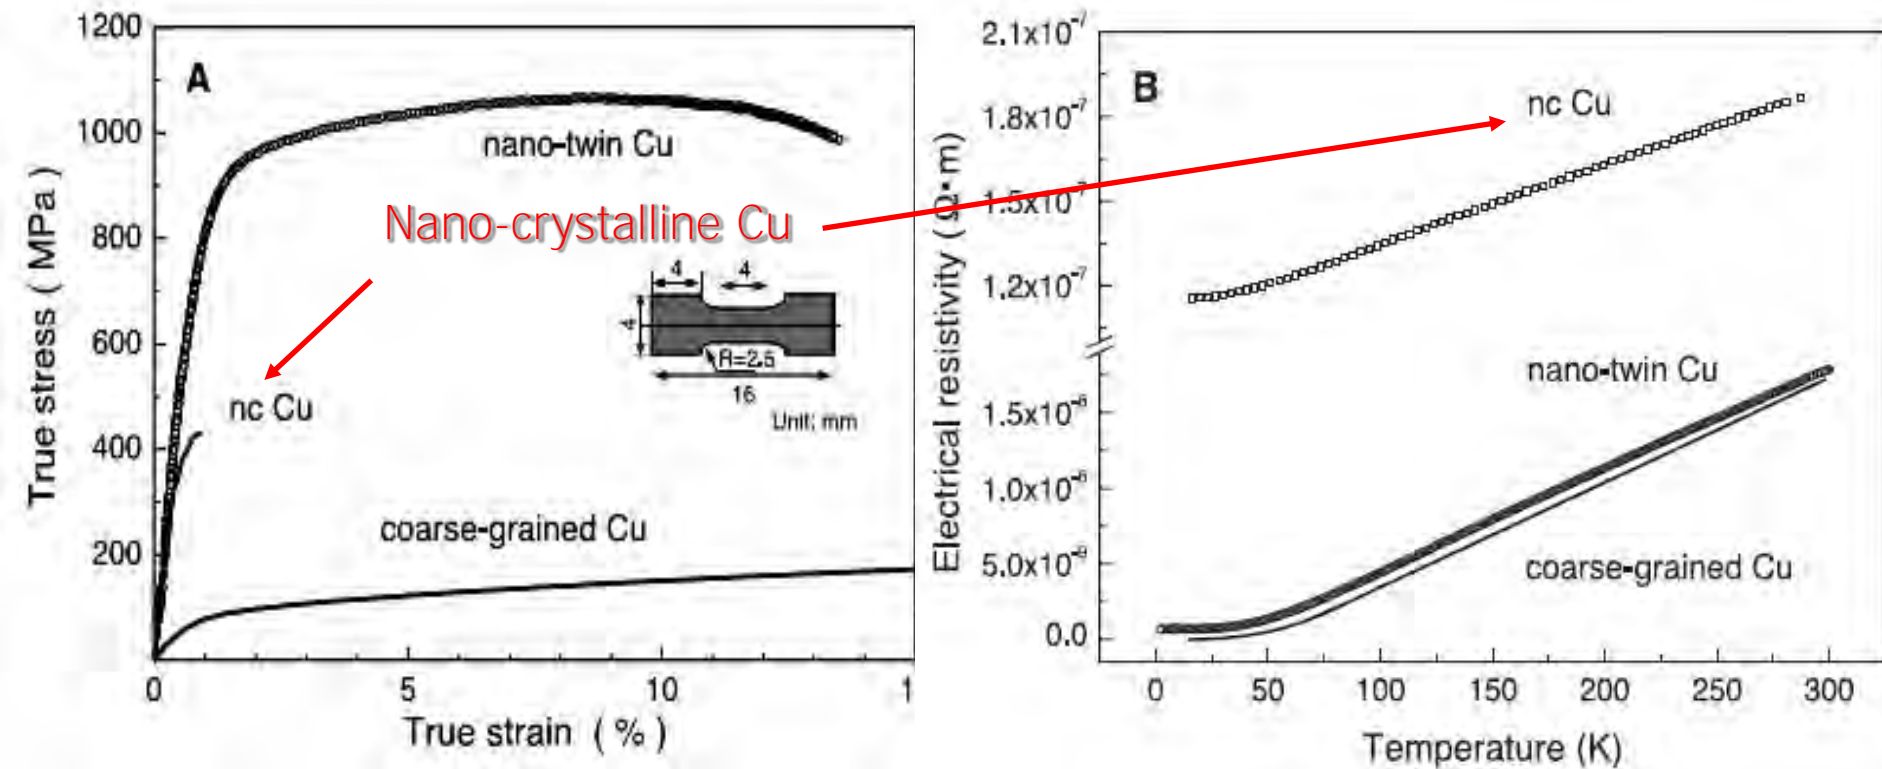 A
1200
1000
800
600
400
200
0
5
10
1
True stress ( MPa )
True strain ( % )
nano-twin Cu
Nano-crystalline Cu
nc Cu
coarse-grained Cu
4
4
4
R=2.5
16
Unit: mm
B
2.1x10⁻⁷
1.8x10⁻⁷
1.5x10⁻⁷
1.2x10⁻⁷
1.5x10⁻⁸
1.0x10⁻⁸
5.0x10⁻⁹
0.0
0
50
100
150
200
250
300
Electrical resistivity ( Ω·m )
Temperature (K)
nc Cu
nano-twin Cu
coarse-grained Cu